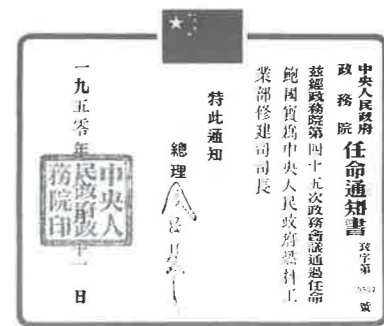 中央人民政府
政務院
任命通知書
政字第 號
茲經政務院第四十五次政務會議通過任命
鮑國寶為中央人民政府燃料工
業部修建司司長
特此通知
總理
一九五零年 十一 日
中央人
民政府政
務院印